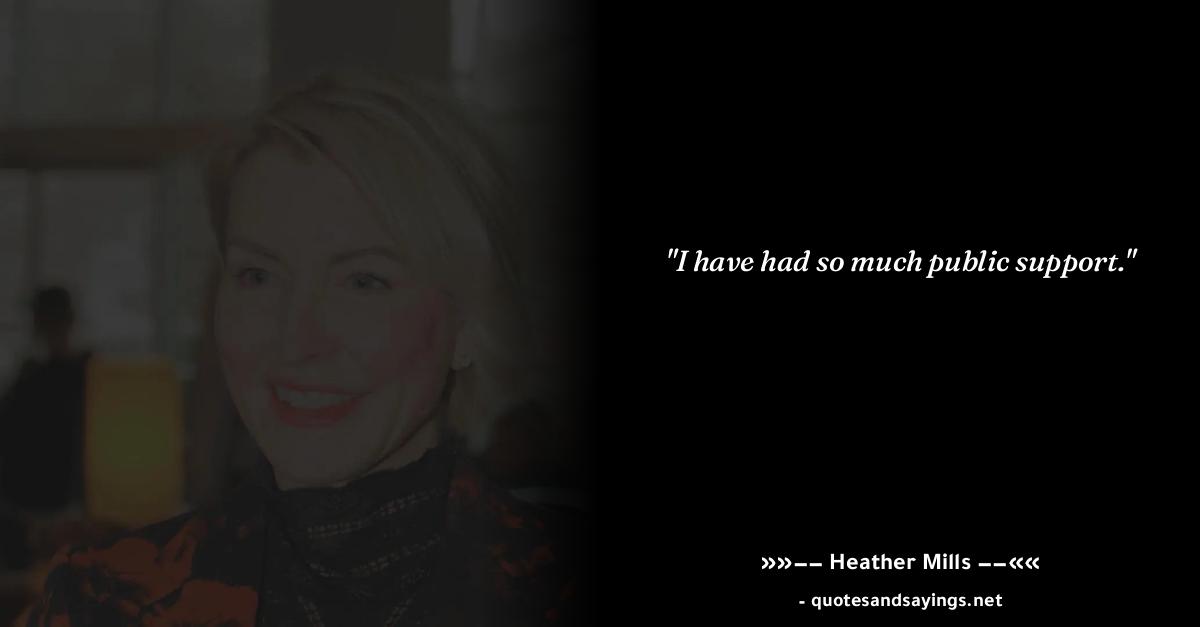 "I have had so much public support."
»»–– Heather Mills ––««
- quotesandsayings.net